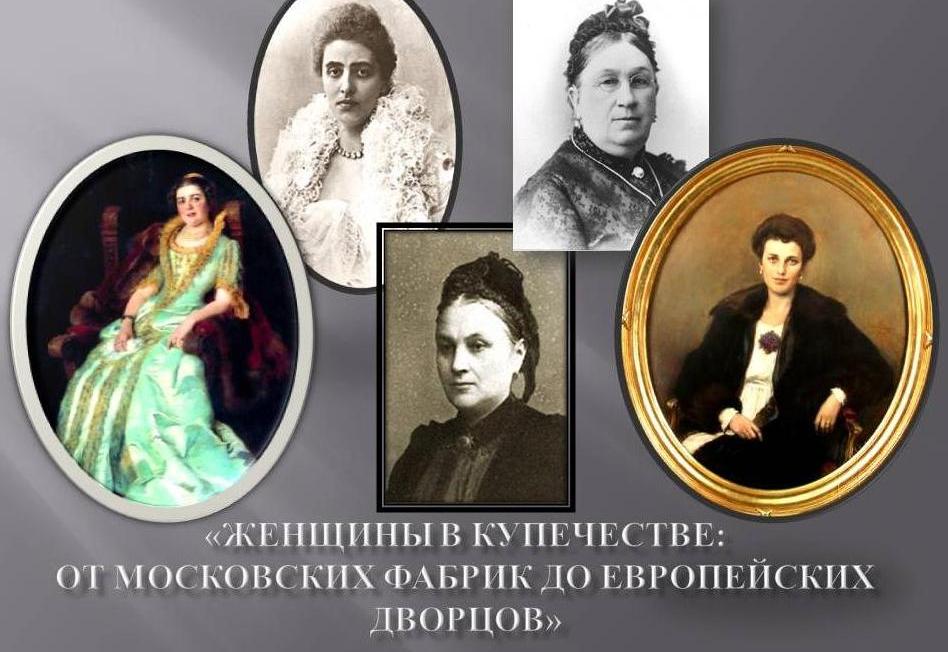 «ЖЕНЩИНЫ В КУПЕЧЕСТВЕ:
ОТ МОСКОВСКИХ ФАБРИК ДО ЕВРОПЕЙСКИХ
ДВОРЦОВ»